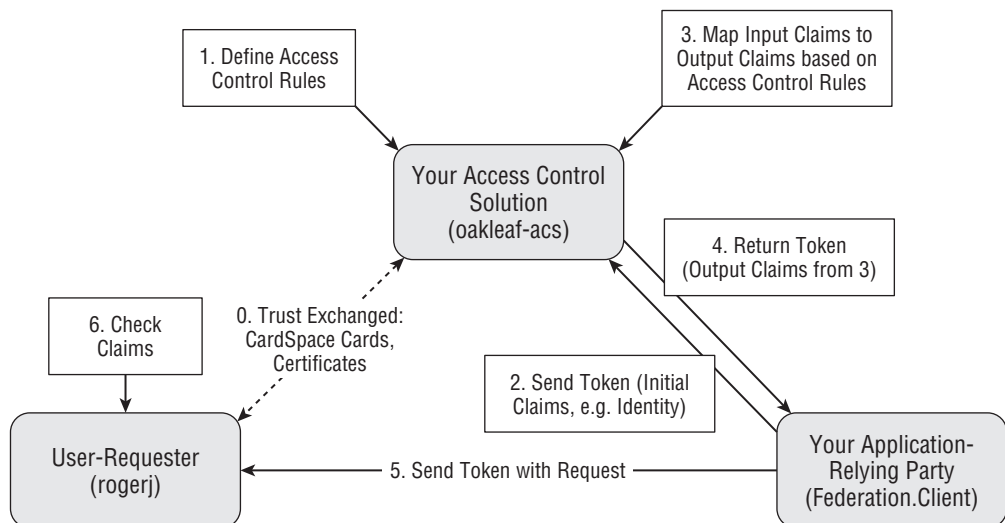 1. Define Access
Control Rules
3. Map Input Claims to
Output Claims based on
Access Control Rules
Your Access Control
Solution
(oakleaf-acs)
4. Return Token
(Output Claims from 3)
6. Check
Claims
0. Trust Exchanged:
CardSpace Cards,
Certificates
2. Send Token (Initial
Claims, e.g. Identity)
User-Requester
(rogerj)
5. Send Token with Request
Your Application-
Relying Party
(Federation.Client)